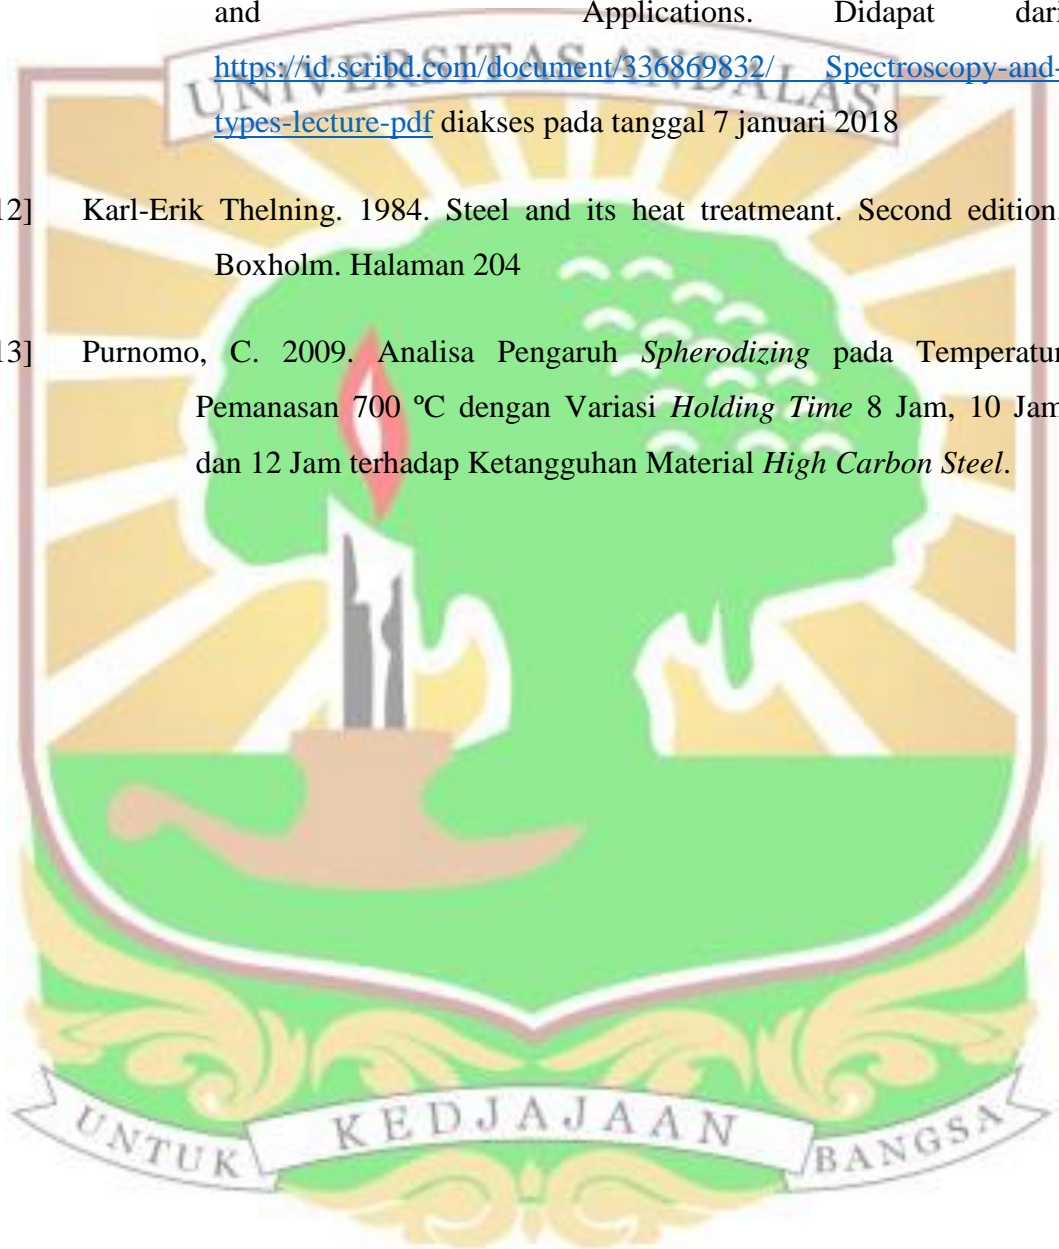 and Applications. Didapat dari
UNIVERSITAS ANDALAS
https://id.scribd.com/document/336869832/ Spectroscopy-and-
types-lecture-pdf diakses pada tanggal 7 januari 2018
12] Karl-Erik Thelning. 1984. Steel and its heat treatmeant. Second edition.
Boxholm. Halaman 204
13] Purnomo, C. 2009. Analisa Pengaruh Spherodizing pada Temperatur
Pemanasan 700 ºC dengan Variasi Holding Time 8 Jam, 10 Jam
dan 12 Jam terhadap Ketangguhan Material High Carbon Steel.
UNTUK KEDJAJAAN BANGSA